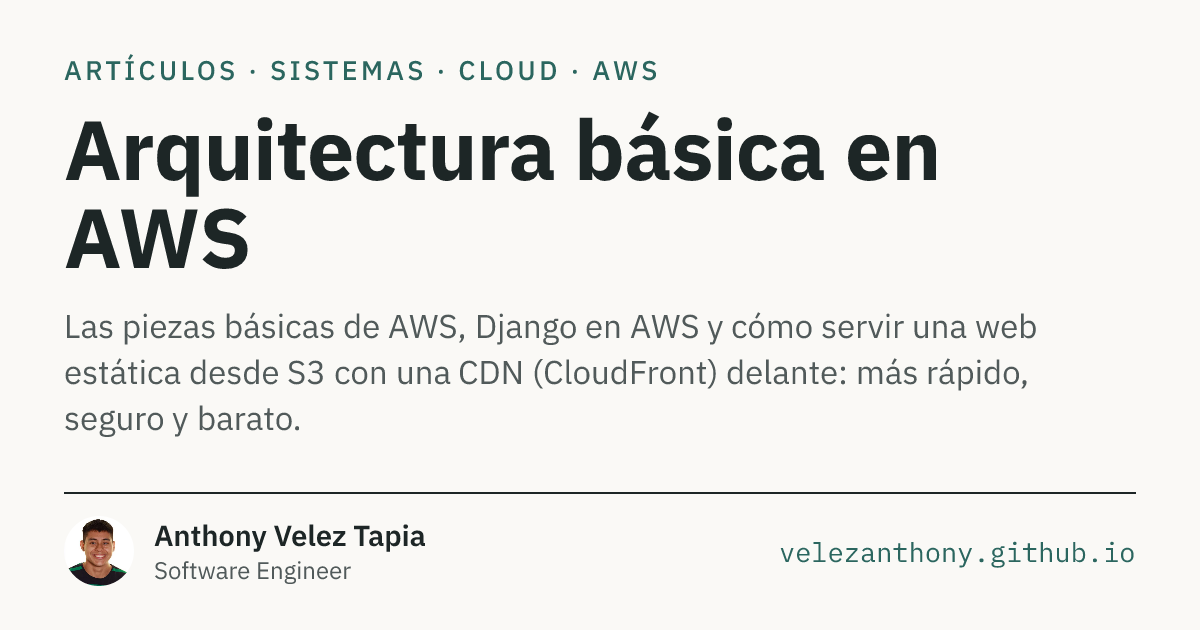 ARTÍCULOS · SISTEMAS · CLOUD · AWS
Arquitectura básica en
AWS
Las piezas básicas de AWS, Django en AWS y cómo servir una web
estática desde S3 con una CDN (CloudFront) delante: más rápido,
seguro y barato.
Anthony Velez Tapia
Software Engineer
velezanthony.github.io